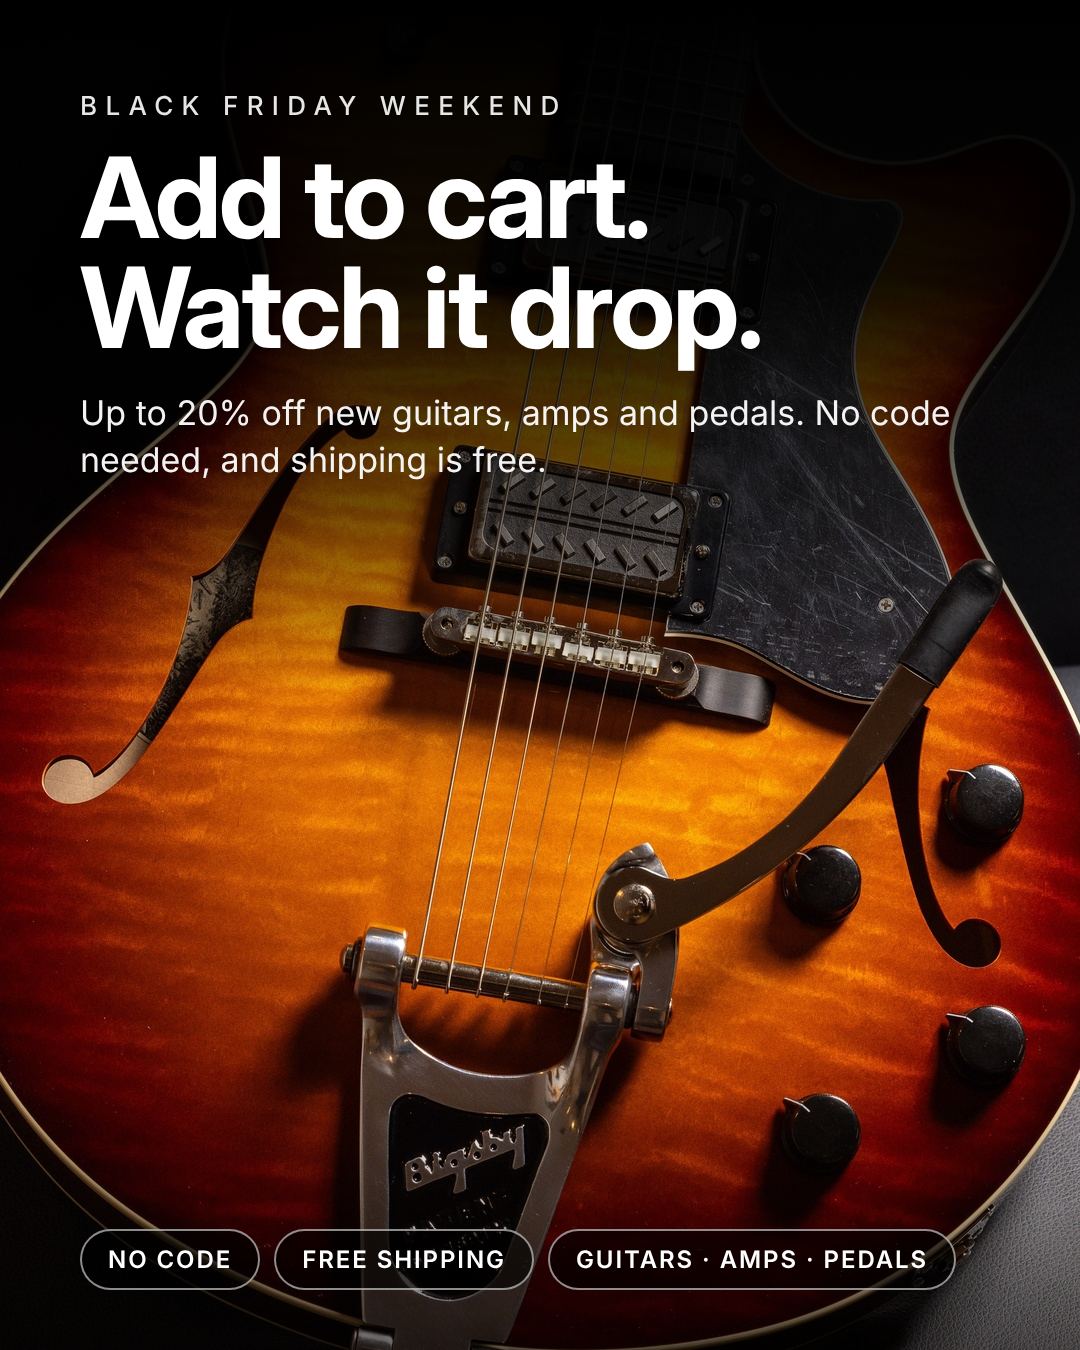 BLACK FRIDAY WEEKEND
Add to cart.
Watch it drop.
Up to 20% off new guitars, amps and pedals. No code
needed, and shipping is free.
Bigsby
NO CODE
FREE SHIPPING
GUITARS · AMPS · PEDALS